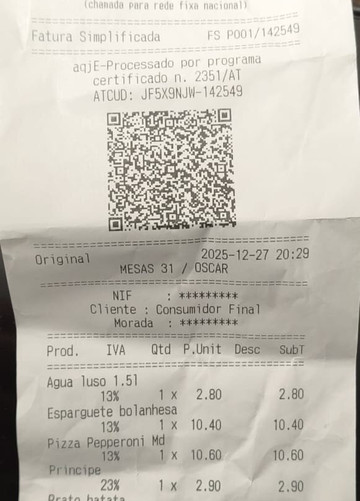 (chamada para rede fixa nacional)
================================
Fatura Simplificada FS P001/142549
================================
aqjE-Processado por programa
certificado n. 2351/AT
ATCUD: JF5X9NJW-142549
================================
Original 2025-12-27 20:29
MESAS 31 / OSCAR
================================
NIF : *********
Cliente : Consumidor Final
Morada : *********
================================
Prod. IVA Qtd P.Unit Desc SubT
================================
Agua luso 1.5l
13% 1 x 2.80 2.80
Esparguete bolanhesa
13% 1 x 10.40 10.40
Pizza Pepperoni Md
13% 1 x 10.60 10.60
Principe
23% 1 x 2.90 2.90
Prato batata